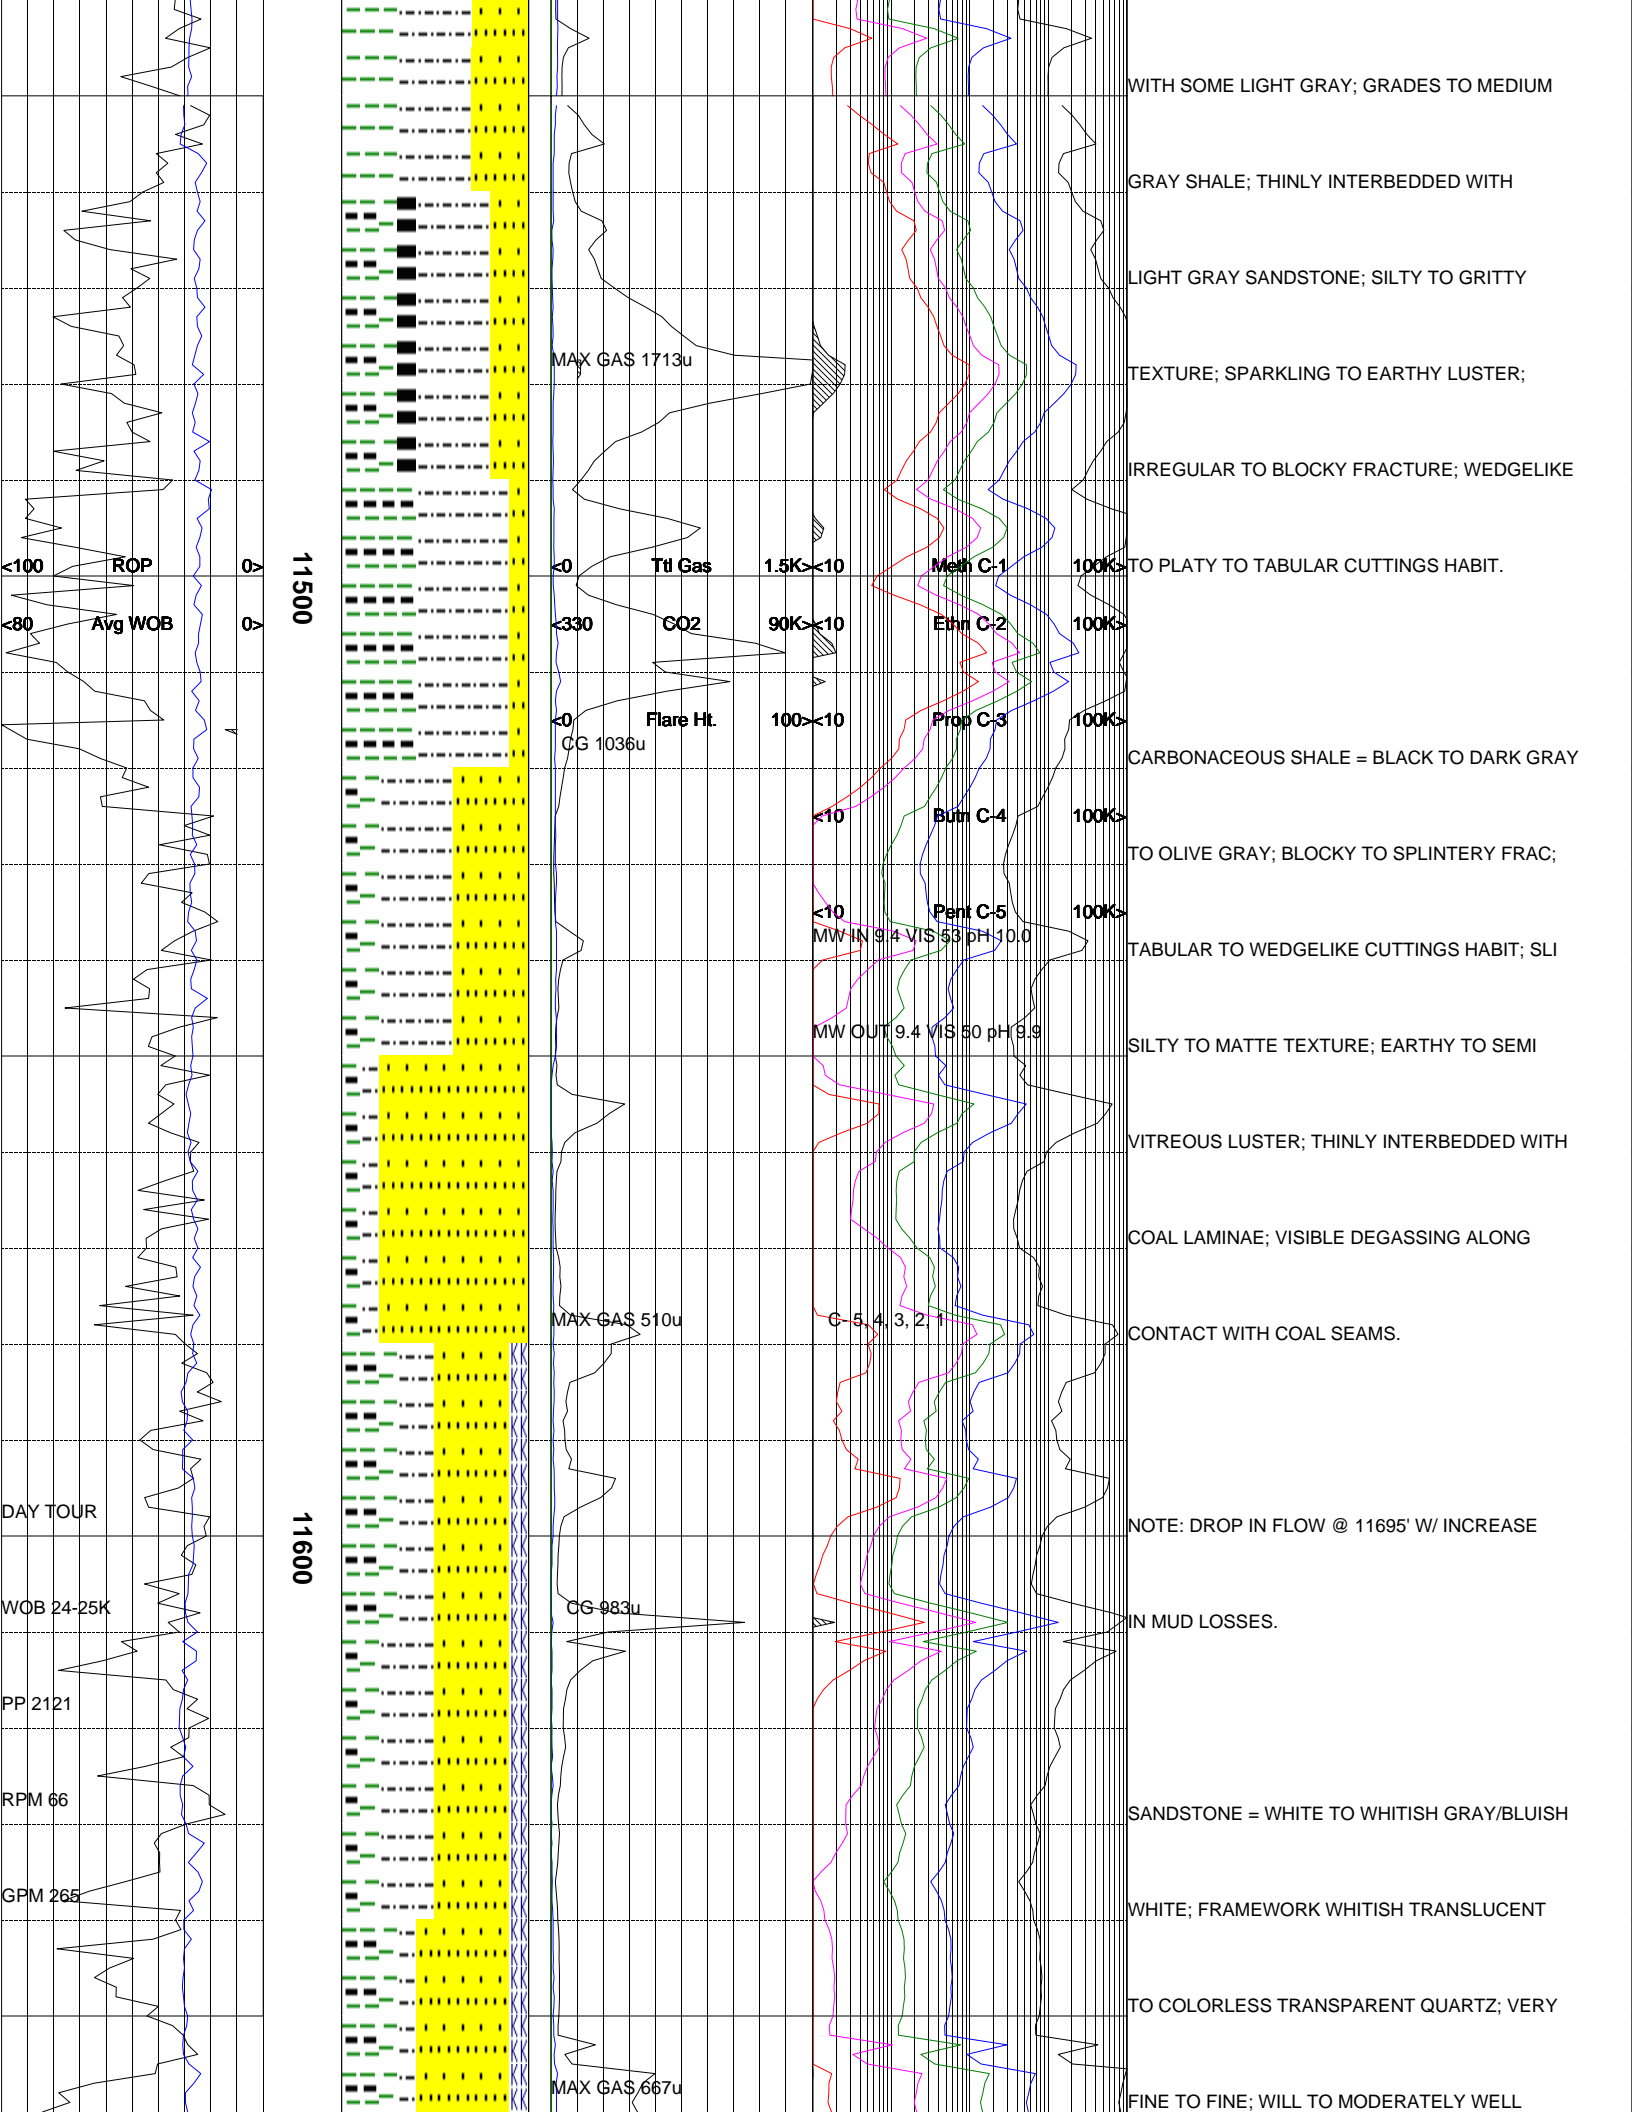 WITH SOME LIGHT GRAY; GRADES TO MEDIUM
GRAY SHALE; THINLY INTERBEDDED WITH
LIGHT GRAY SANDSTONE; SILTY TO GRITTY
MAX GAS 1713u
TEXTURE; SPARKLING TO EARTHY LUSTER;
IRREGULAR TO BLOCKY FRACTURE; WEDGELIKE
<100 ROP 0>
11500
<0 Ttl Gas 1.5K>
<10 Meth C-1 100K>
TO PLATY TO TABULAR CUTTINGS HABIT.
<80 Avg WOB 0>
<330 CO2 90K>
<10 Ethn C-2 100K>
<0 Flare Ht. 100>
<10 Prop C-3 100K>
CG 1036u
CARBONACEOUS SHALE = BLACK TO DARK GRAY
<10 Butn C-4 100K>
TO OLIVE GRAY; BLOCKY TO SPLINTERY FRAC;
<10 Pent C-5 100K>
MW IN 9.4 VIS 53 pH 10.0
TABULAR TO WEDGELIKE CUTTINGS HABIT; SLI
MW OUT 9.4 VIS 50 pH 9.9
SILTY TO MATTE TEXTURE; EARTHY TO SEMI
VITREOUS LUSTER; THINLY INTERBEDDED WITH
COAL LAMINAE; VISIBLE DEGASSING ALONG
MAX GAS 510u
C- 5, 4, 3, 2, 1
CONTACT WITH COAL SEAMS.
DAY TOUR
11600
NOTE: DROP IN FLOW @ 11695' W/ INCREASE
WOB 24-25K
CG 983u
IN MUD LOSSES.
PP 2121
RPM 66
SANDSTONE = WHITE TO WHITISH GRAY/BLUISH
GPM 265
WHITE; FRAMEWORK WHITISH TRANSLUCENT
TO COLORLESS TRANSPARENT QUARTZ; VERY
MAX GAS 667u
FINE TO FINE; WILL TO MODERATELY WELL